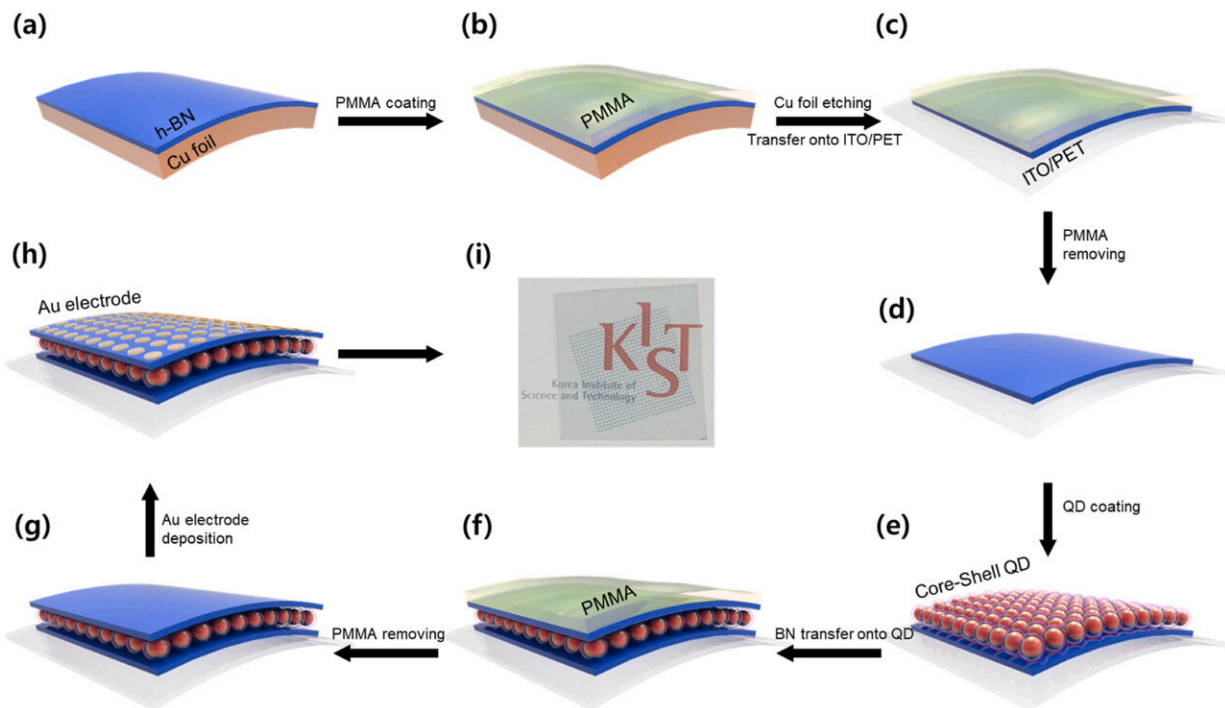 (a)
h-BN
Cu foil
PMMA coating
(b)
PMMA
Cu foil etching
Transfer onto ITO/PET
(c)
ITO/PET
PMMA
removing
(d)
QD coating
(e)
Core-Shell QD
BN transfer onto QD
(f)
PMMA
PMMA removing
(g)
Au electrode
deposition
(h)
Au electrode
(i)
KIST
Korea Institute of
Science and Technology